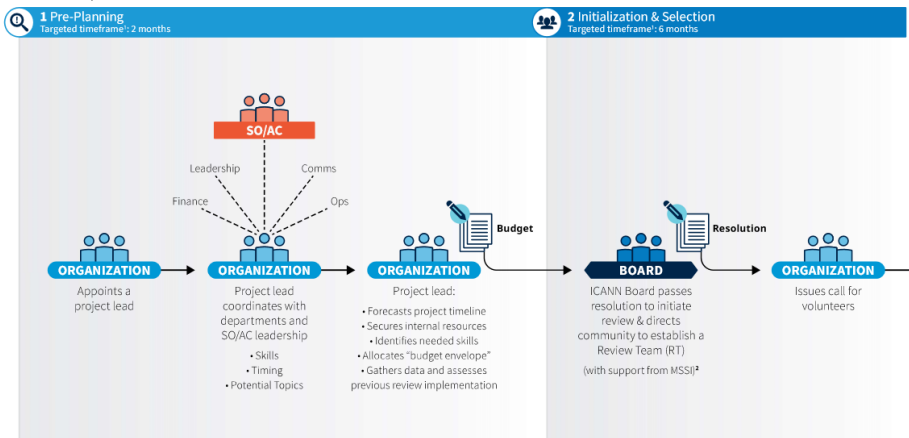 1 Pre-Planning
Targeted timeframe¹: 2 months
2 Initialization & Selection
Targeted timeframe¹: 6 months
SO/AC
Leadership
Comms
Finance
Ops
Budget
Resolution
ORGANIZATION
Appoints a
project lead
ORGANIZATION
Project lead
coordinates with
departments and
SO/AC leadership
• Skills
• Timing
• Potential Topics
ORGANIZATION
Project lead:
• Forecasts project timeline
• Secures internal resources
• Identifies needed skills
• Allocates “budget envelope”
• Gathers data and assesses
previous review implementation
BOARD
ICANN Board passes
resolution to initiate
review & directs
community to establish a
Review Team (RT)
(with support from MSSI)²
ORGANIZATION
Issues call for
volunteers